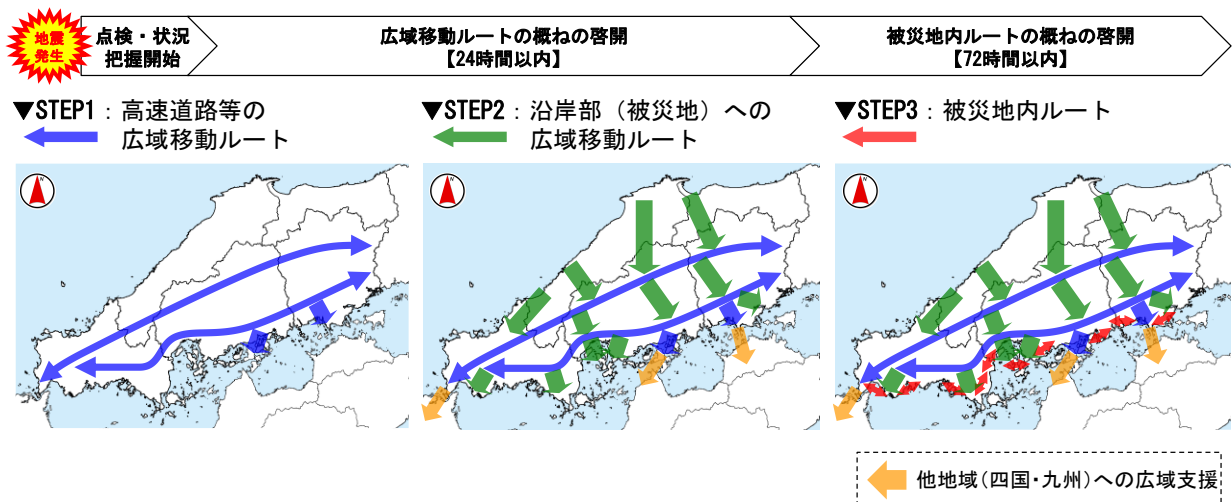 地震
発生
点検・状況
把握開始
広域移動ルートの概ねの啓開
【24時間以内】
被災地内ルートの概ねの啓開
【72時間以内】
▼STEP1：高速道路等の
広域移動ルート
▼STEP2：沿岸部（被災地）への
広域移動ルート
▼STEP3：被災地内ルート
N
N
N
他地域(四国・九州)への広域支援